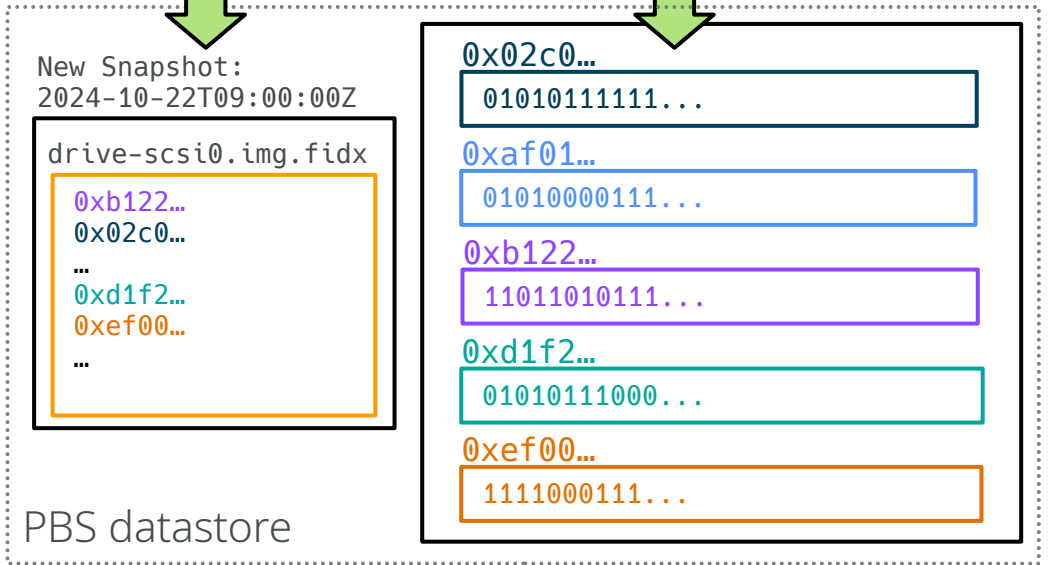 New Snapshot:
2024-10-22T09:00:00Z
drive-scsi0.img.fidx
0xb122…
0x02c0…
…
0xd1f2…
0xef00…
…
PBS datastore
0x02c0…
01010111111...
0xaf01…
01010000111...
0xb122…
11011010111...
0xd1f2…
01010111000...
0xef00…
1111000111...